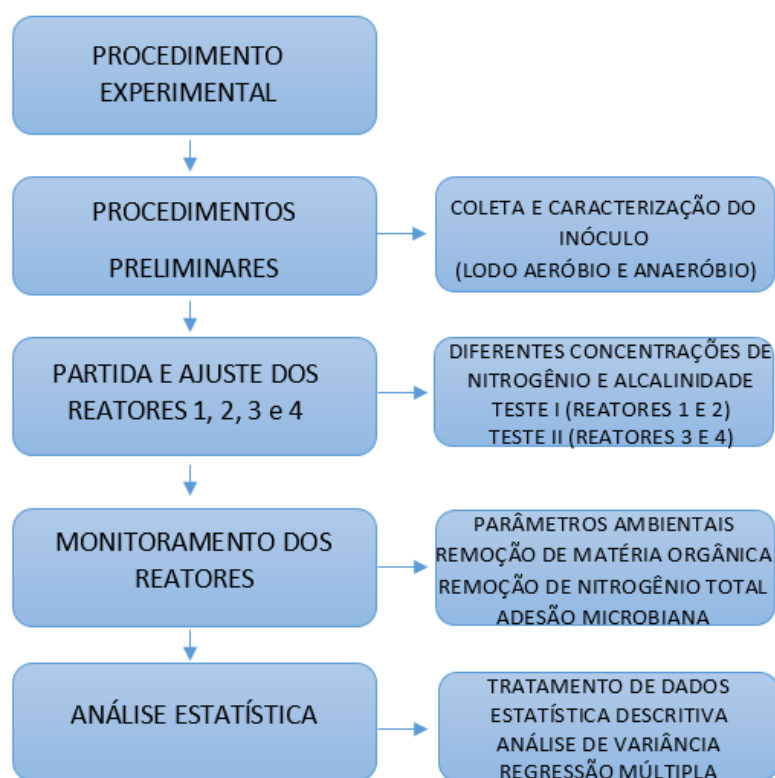 PROCEDIMENTO
EXPERIMENTAL
PROCEDIMENTOS
PRELIMINARES
COLETA E CARACTERIZAÇÃO DO
INÓCULO
(LODO AERÓBIO E ANAERÓBIO)
PARTIDA E AJUSTE DOS
REATORES 1, 2, 3 e 4
DIFERENTES CONCENTRAÇÕES DE
NITROGÊNIO E ALCALINIDADE
TESTE I (REATORES 1 E 2)
TESTE II (REATORES 3 E 4)
MONITORAMENTO DOS
REATORES
PARÂMETROS AMBIENTAIS
REMOÇÃO DE MATÉRIA ORGÂNICA
REMOÇÃO DE NITROGÊNIO TOTAL
ADESÃO MICROBIANA
ANÁLISE ESTATÍSTICA
TRATAMENTO DE DADOS
ESTATÍSTICA DESCRITIVA
ANÁLISE DE VARIÂNCIA
REGRESSÃO MÚLTIPLA